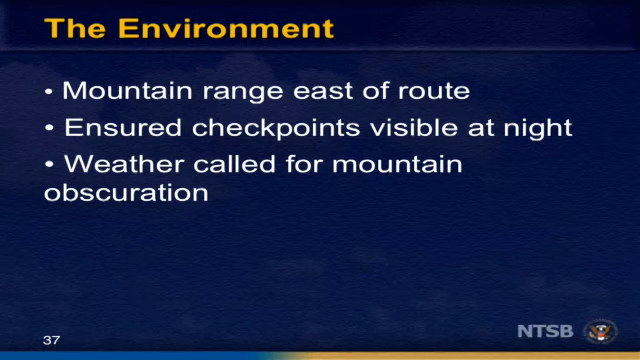 The Environment
• Mountain range east of route
• Ensured checkpoints visible at night
• Weather called for mountain
obscuration
37
NTSB